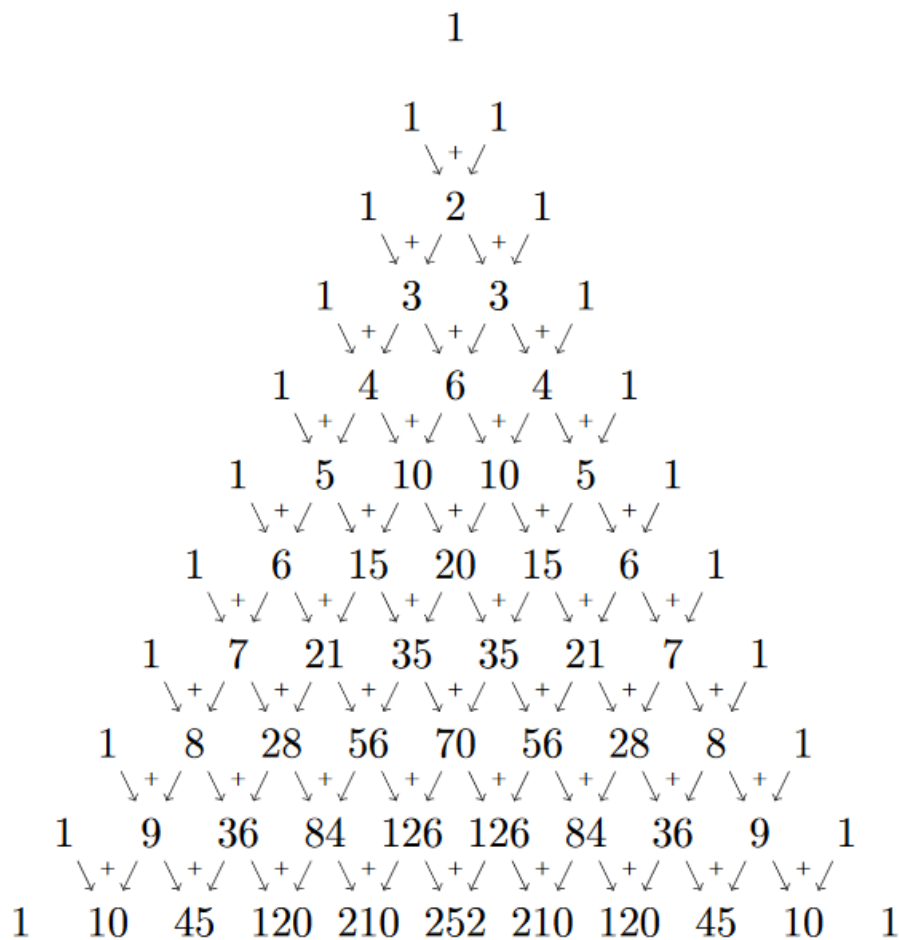 1
1 1
+
1 2 1
+ +
1 3 3 1
+ + +
1 4 6 4 1
+ + + +
1 5 10 10 5 1
+ + + + +
1 6 15 20 15 6 1
+ + + + + +
1 7 21 35 35 21 7 1
+ + + + + + +
1 8 28 56 70 56 28 8 1
+ + + + + + + +
1 9 36 84 126 126 84 36 9 1
+ + + + + + + + +
1 10 45 120 210 252 210 120 45 10 1